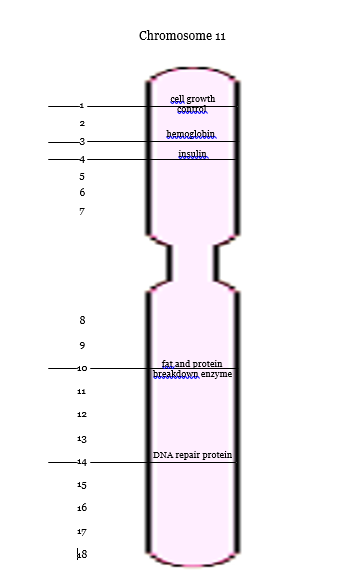 Chromosome 11
1 cell growth
control
2
3 hemoglobin
4 insulin
5
6
7
8
9
10 fat and protein
breakdown enzyme
11
12
13
14 DNA repair protein
15
16
17
18